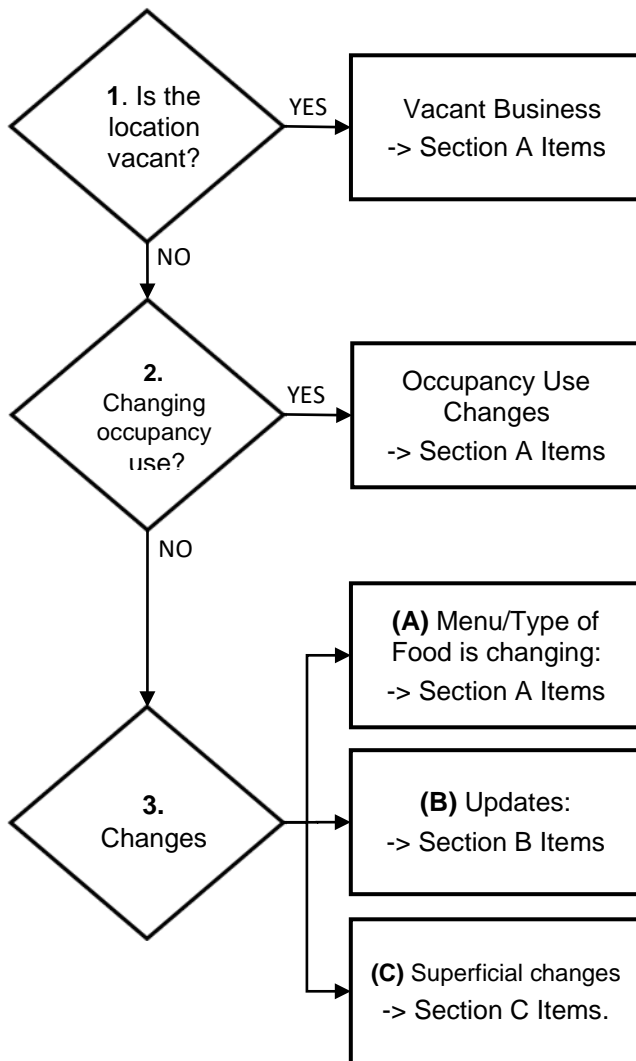 1. Is the
location
vacant?
YES
Vacant Business
-> Section A Items
NO
2.
Changing
occupancy
use?
YES
Occupancy Use
Changes
-> Section A Items
NO
(A) Menu/Type of
Food is changing:
-> Section A Items
3.
Changes
(B) Updates:
-> Section B Items
(C) Superficial changes
-> Section C Items.